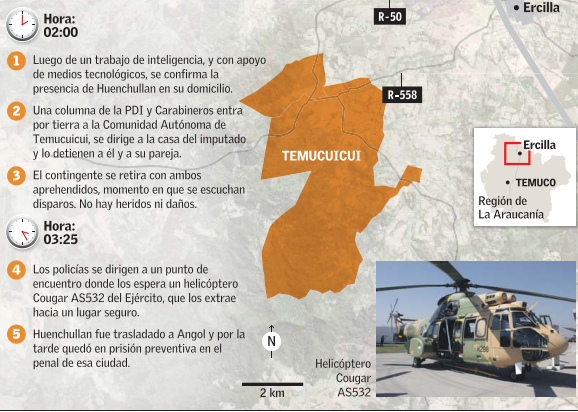 Hora:
02:00
1 Luego de un trabajo de inteligencia, y con apoyo
de medios tecnológicos, se confirma la
presencia de Huenchullan en su domicilio.
2 Una columna de la PDI y Carabineros entra
por tierra a la Comunidad Autónoma de
Temucuicui, se dirige a la casa del imputado
y lo detienen a él y a su pareja.
3 El contingente se retira con ambos
aprehendidos, momento en que se escuchan
disparos. No hay heridos ni daños.
Hora:
03:25
4 Los policías se dirigen a un punto de
encuentro donde los espera un helicóptero
Cougar AS532 del Ejército, que los extrae
hacia un lugar seguro.
5 Huenchullan fue trasladado a Angol y por la
tarde quedó en prisión preventiva en el
penal de esa ciudad.
R-50
Ercilla
R-558
TEMUCUICUI
Ercilla
TEMUCO
Región de
La Araucanía
N
2 km
Helicóptero
Cougar
AS532